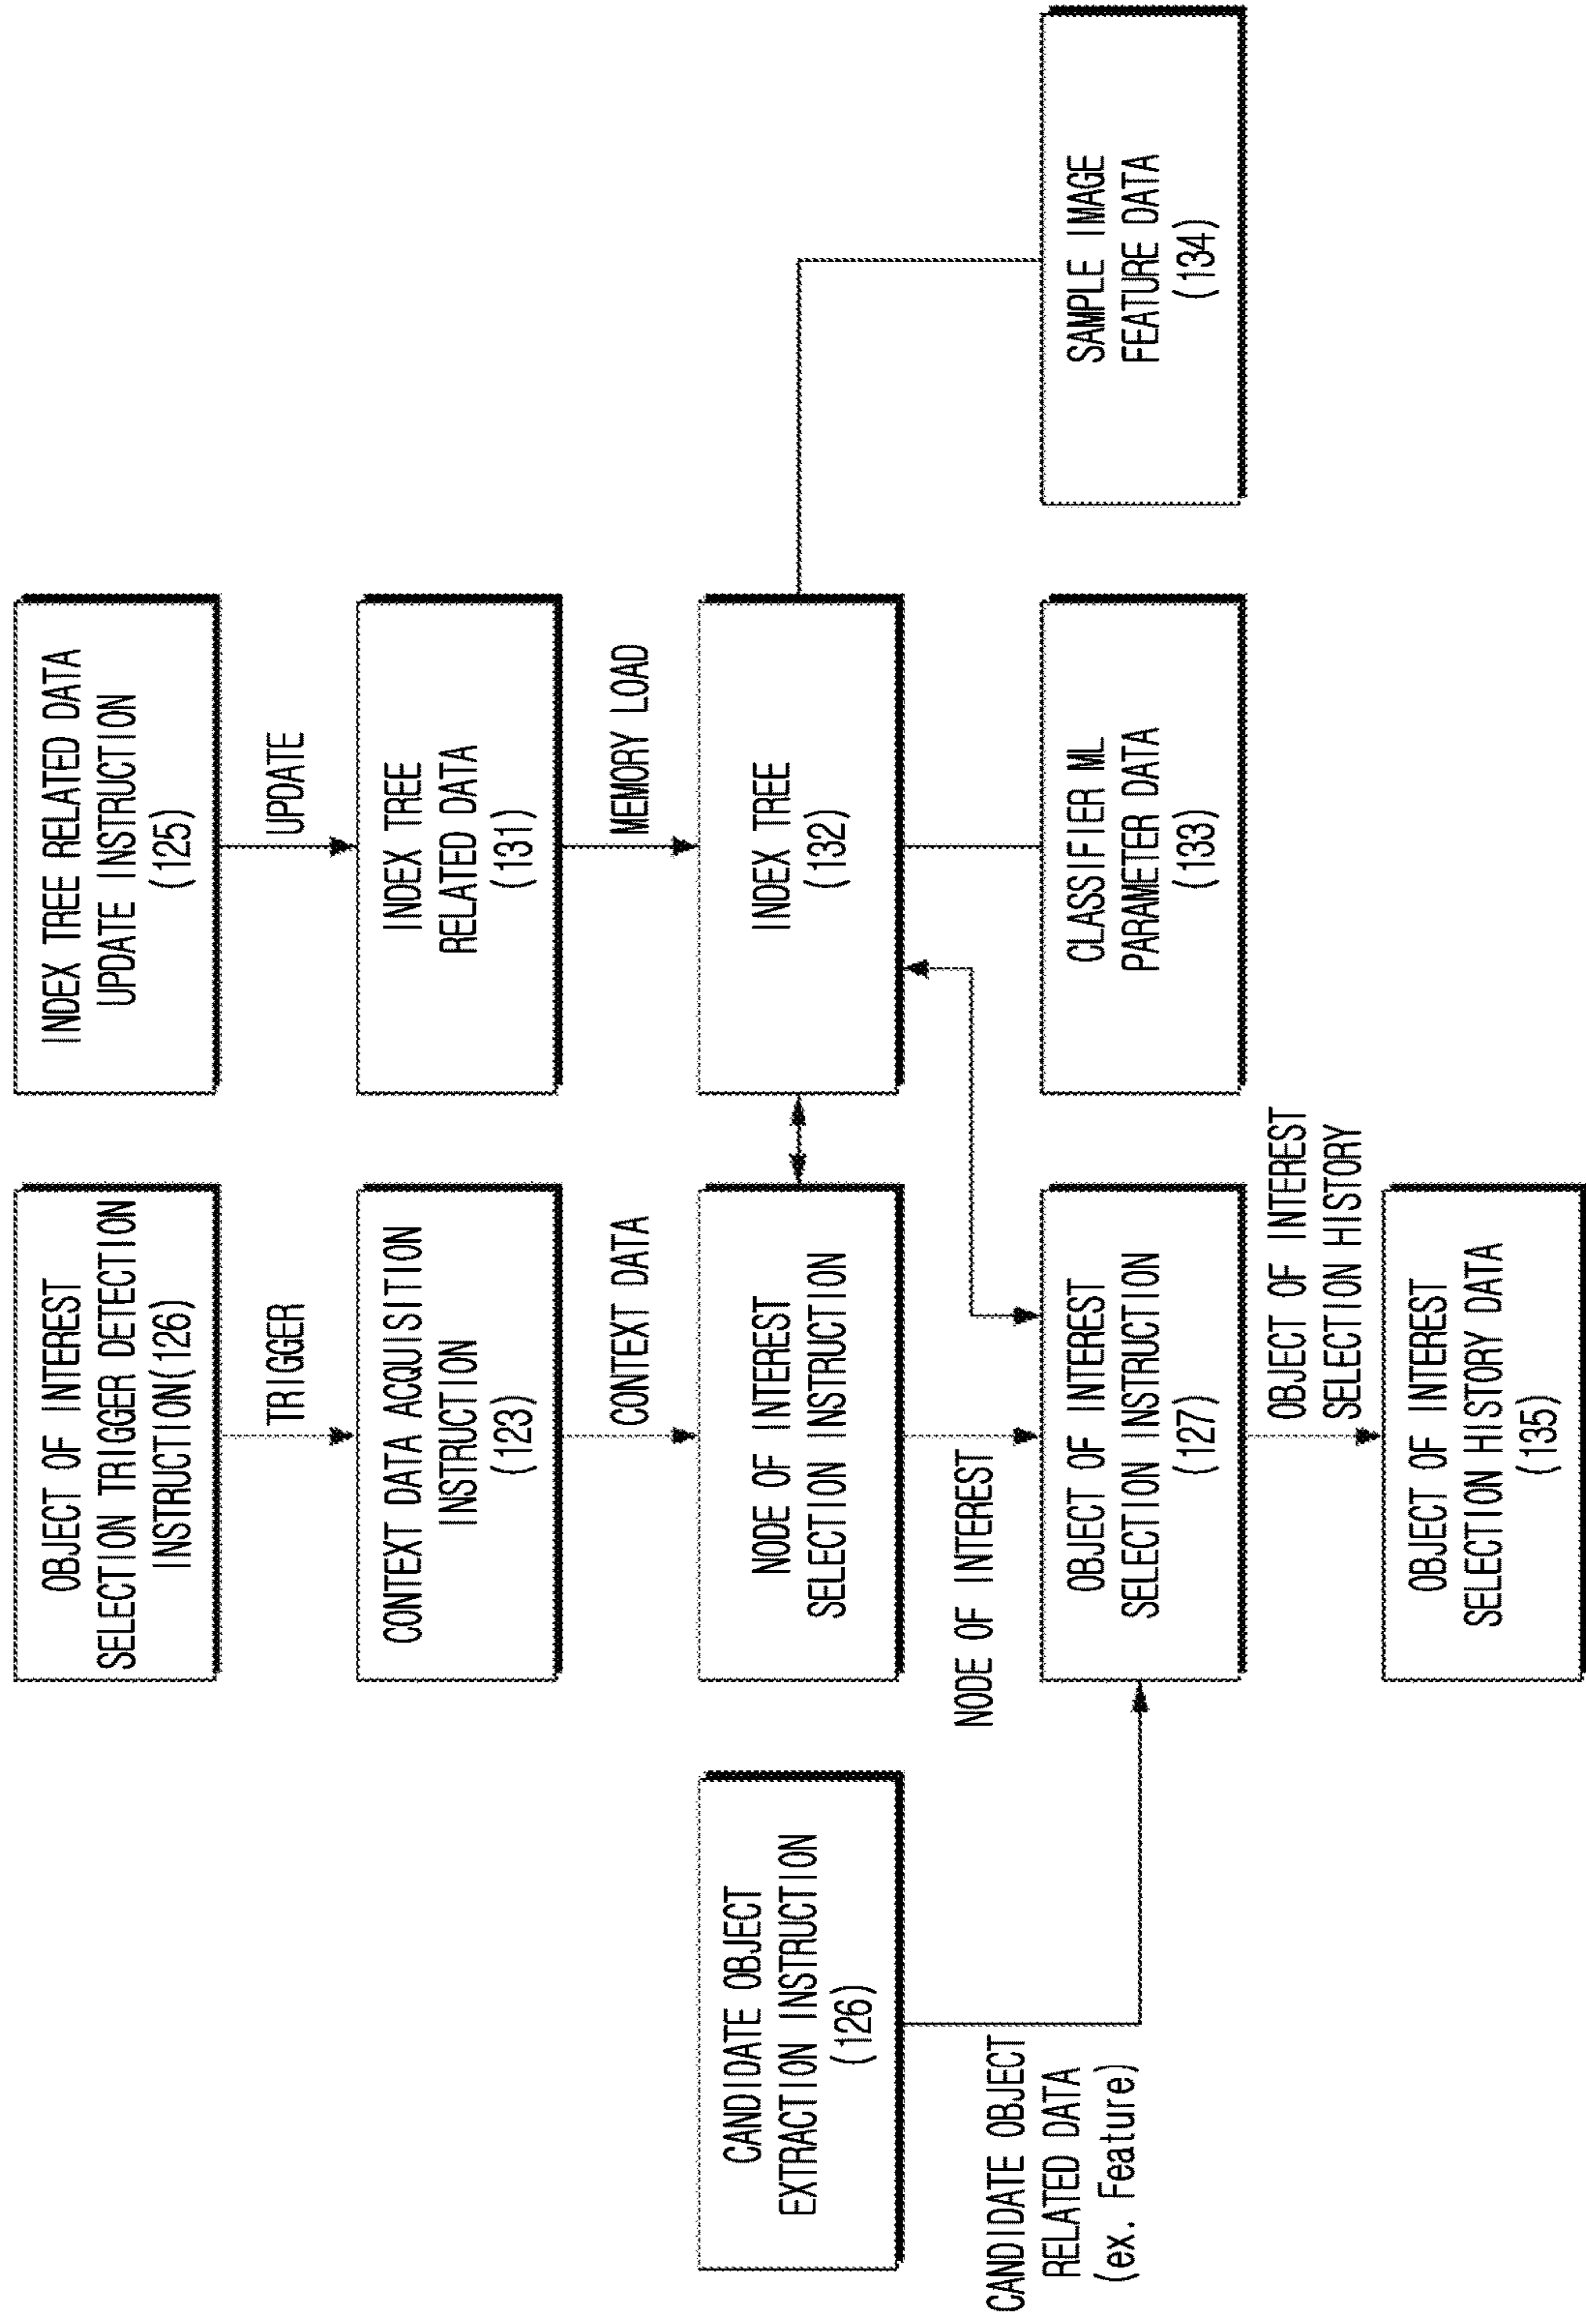 OBJECT OF INTEREST
SELECTION TRIGGER DETECTION
INSTRUCTION(126)
INDEX TREE RELATED DATA
UPDATE INSTRUCTION
(125)
TRIGGER
UPDATE
CONTEXT DATA ACQUISITION
INSTRUCTION
(123)
INDEX TREE
RELATED DATA
(131)
CONTEXT DATA
MEMORY LOAD
CANDIDATE OBJECT
EXTRACTION INSTRUCTION
(126)
NODE OF INTEREST
SELECTION INSTRUCTION
INDEX TREE
(132)
CANDIDATE OBJECT
RELATED DATA
(ex. Feature)
NODE OF INTEREST
OBJECT OF INTEREST
SELECTION INSTRUCTION
(127)
CLASSIFIER ML
PARAMETER DATA
(133)
SAMPLE IMAGE
FEATURE DATA
(134)
OBJECT OF INTEREST
SELECTION HISTORY
OBJECT OF INTEREST
SELECTION HISTORY DATA
(135)